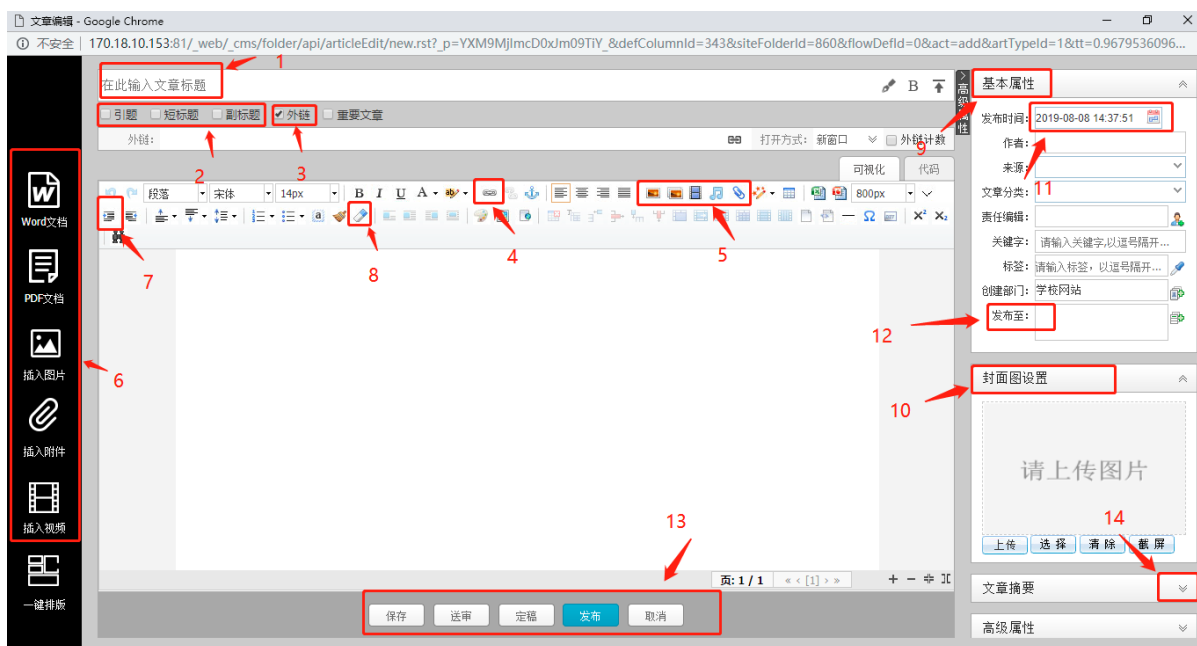 文章编辑 - Google Chrome
不安全 170.18.10.153:81/_web/_cms/folder/api/articleEdit/new.rst?_p=YXM9MjImcD0xJm09TiY_&defColumnId=343&siteFolderId=860&flowDefId=0&act=add&artTypeId=1&tt=0.9679536096...
1
在此输入文章标题
B
引题 短标题 副标题 外链 重要文章
2
3
外链: 打开方式: 新窗口 外链计数
可视化 代码
段落 宋体 14px B I U A ab 800px
a Ω X² X₂
4
5
7
8
Word文档
PDF文档
插入图片
插入附件
插入视频
一键排版
6
13
页: 1 / 1 « ‹ [1] › »
保存 送审 定稿 发布 取消
高级属性
9
基本属性
发布时间: 2019-08-08 14:37:51
作者:
来源:
11
文章分类:
责任编辑:
关键字: 请输入关键字,以逗号隔开...
标签: 请输入标签，以逗号隔开...
创建部门: 学校网站
发布至:
12
封面图设置
10
请上传图片
14
上传 选择 清除 截屏
文章摘要
高级属性